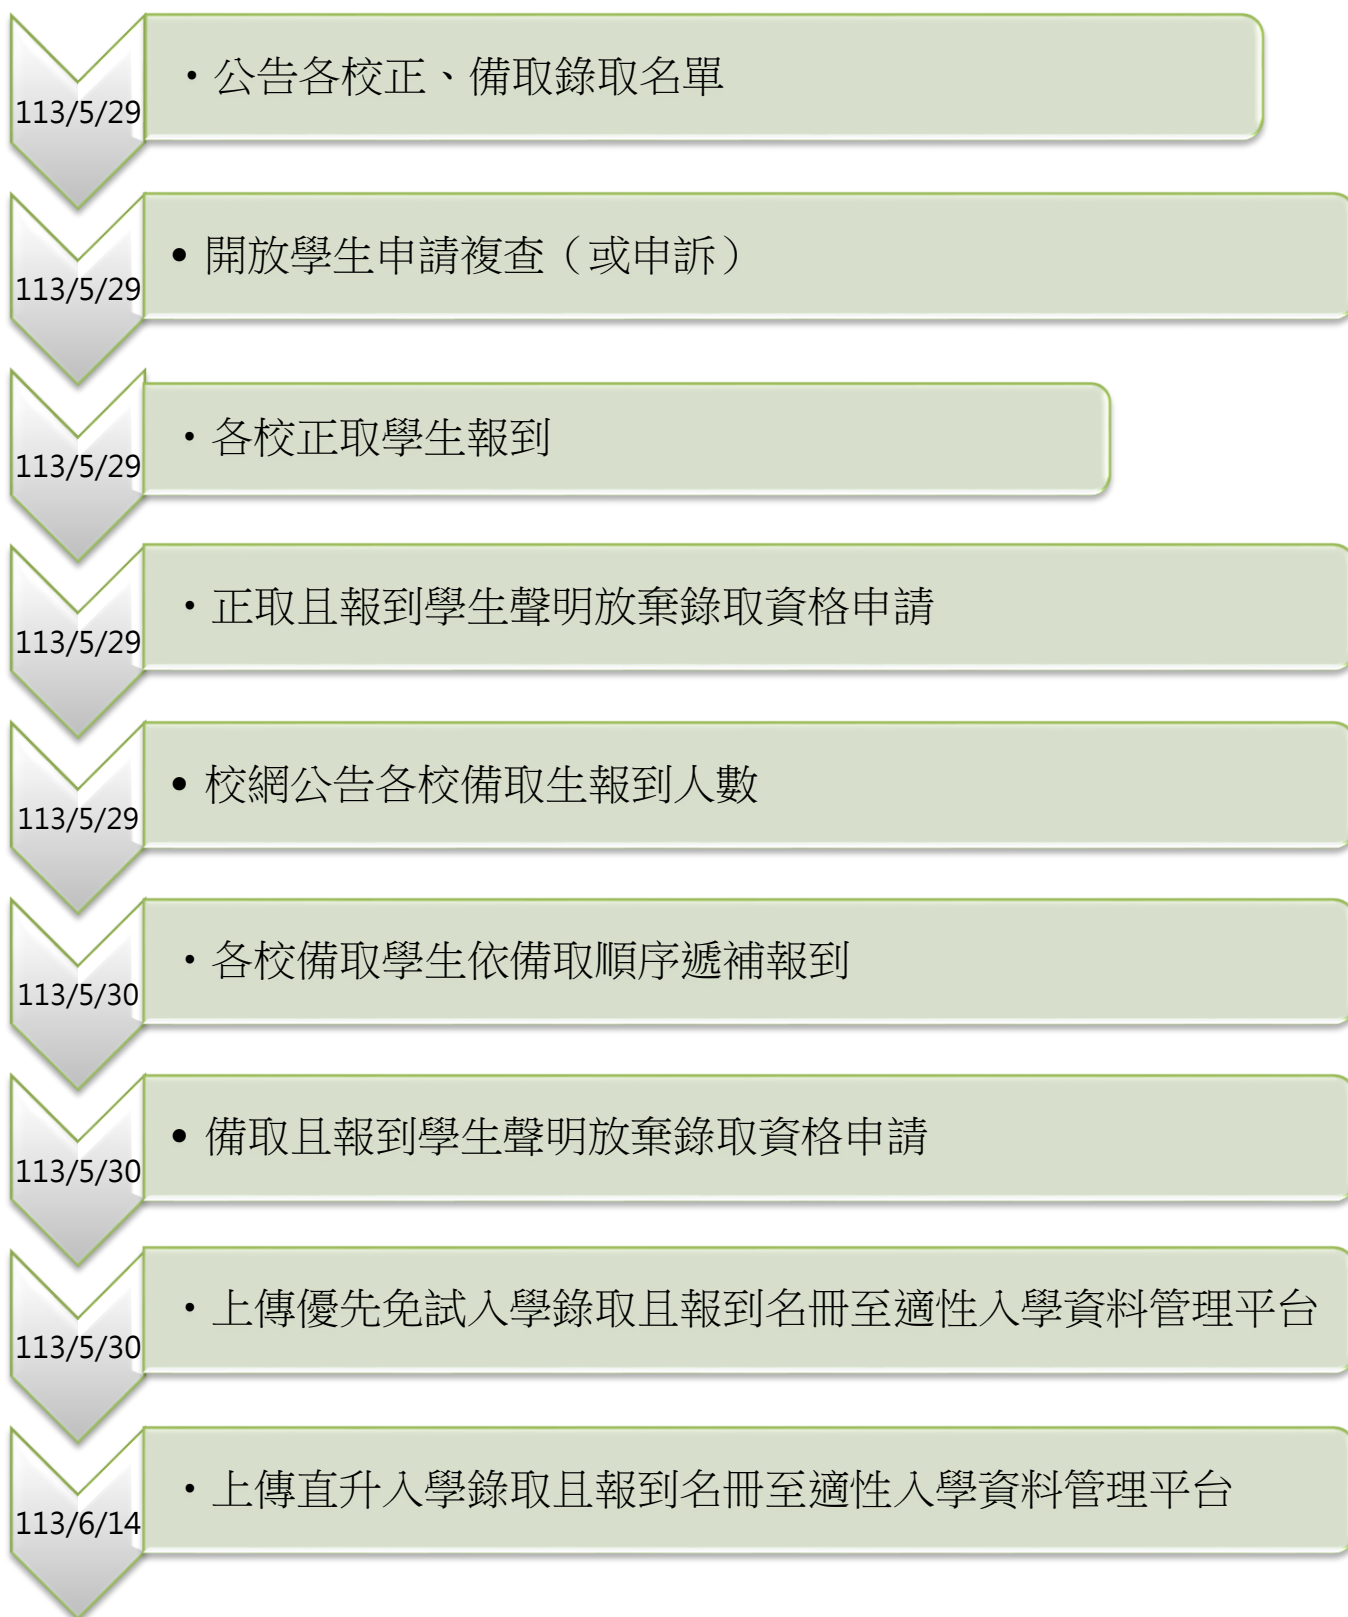 113/5/29
・公告各校正、備取錄取名單
113/5/29
• 開放學生申請複查（或申訴）
113/5/29
・各校正取學生報到
113/5/29
・正取且報到學生聲明放棄錄取資格申請
113/5/29
• 校網公告各校備取生報到人數
113/5/30
・各校備取學生依備取順序遞補報到
113/5/30
• 備取且報到學生聲明放棄錄取資格申請
113/5/30
・上傳優先免試入學錄取且報到名冊至適性入學資料管理平台
113/6/14
・上傳直升入學錄取且報到名冊至適性入學資料管理平台